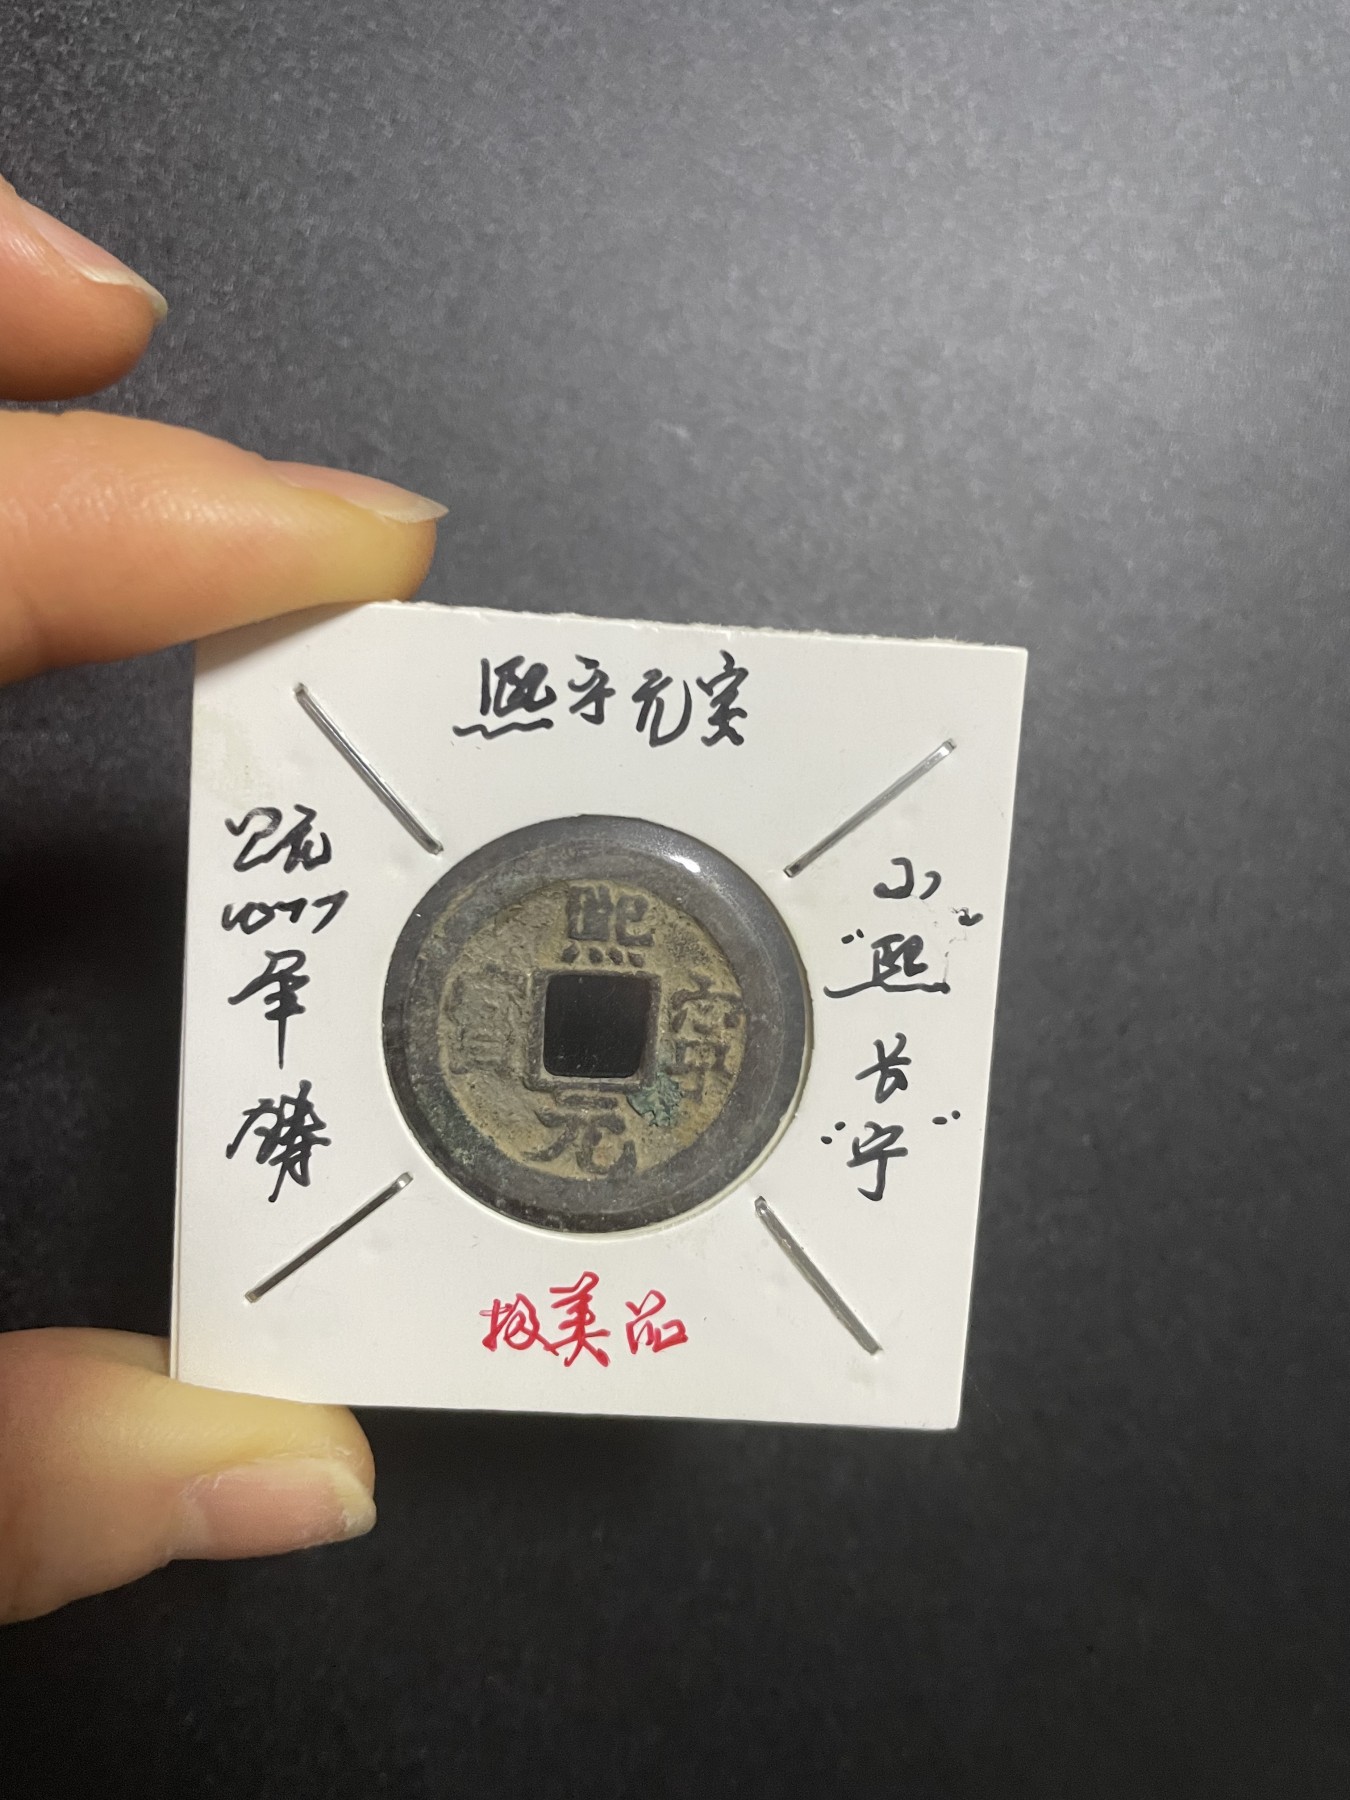 熙宁元宝
公元
1077
年
铸
小
"熙"
长
"宁"
极美品
熙
宁
元
寳